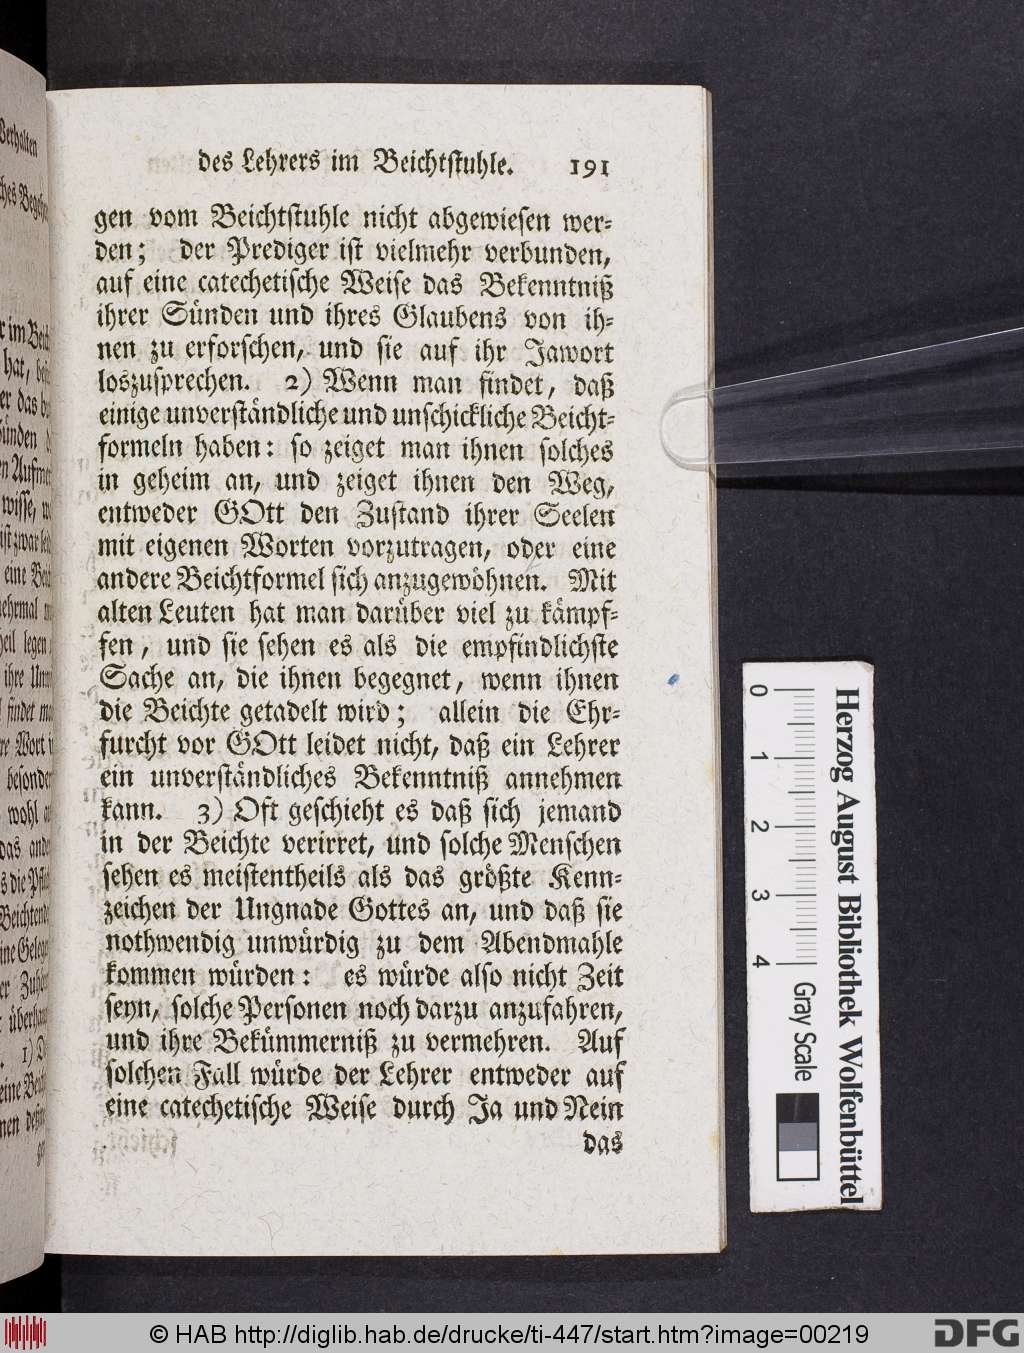 des Lehrers im Beichtstuhle. 191
gen vom Beichtstuhle nicht abgewiesen wer-
den; der Prediger ist vielmehr verbunden,
auf eine catechetische Weise das Bekenntniß
ihrer Sünden und ihres Glaubens von ih-
nen zu erforschen, und sie auf ihr Jawort
loszusprechen. 2) Wenn man findet, daß
einige unverständliche und unschickliche Beicht-
formeln haben: so zeiget man ihnen solches
in geheim an, und zeiget ihnen den Weg,
entweder GOtt den Zustand ihrer Seelen
mit eigenen Worten vorzutragen, oder eine
andere Beichtformel sich anzugewöhnen. Mit
alten Leuten hat man darüber viel zu kämpf-
fen, und sie sehen es als die empfindlichste
Sache an, die ihnen begegnet, wenn ihnen
die Beichte getadelt wird; allein die Ehr-
furcht vor GOtt leidet nicht, daß ein Lehrer
ein unverständliches Bekenntniß annehmen
kann. 3) Oft geschieht es daß sich jemand
in der Beichte verirret, und solche Menschen
sehen es meistentheils als das größte Kenn-
zeichen der Ungnade Gottes an, und daß sie
nothwendig unwürdig zu dem Abendmahle
kommen würden: es würde also nicht Zeit
seyn, solche Personen noch darzu anzufahren,
und ihre Bekümmerniß zu vermehren. Auf
solchen Fall würde der Lehrer entweder auf
eine catechetische Weise durch Ja und Nein
das
0 1 2 3 4 Gray Scale
Herzog August Bibliothek Wolfenbüttel
© HAB http://diglib.hab.de/drucke/ti-447/start.htm?image=00219
DFG